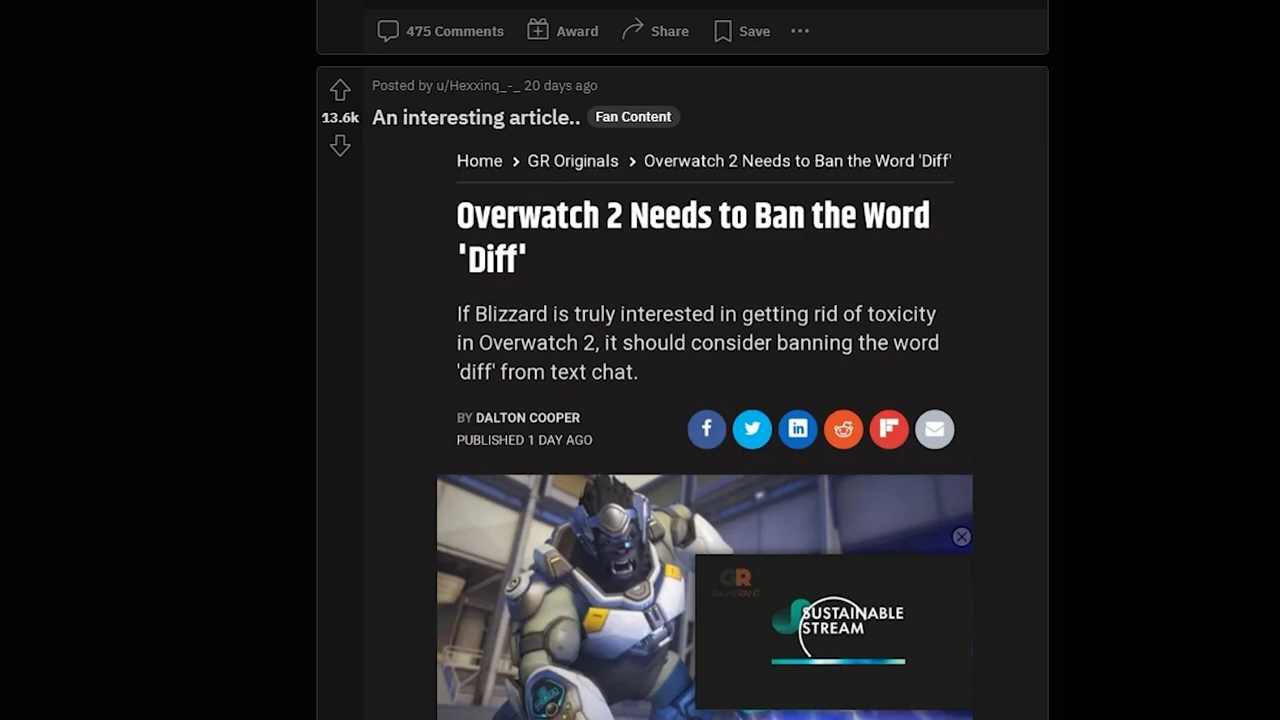 475 Comments Award Share Save
Posted by u/Hexxinq_-_ 20 days ago
13.6k
An interesting article.. Fan Content
Home > GR Originals > Overwatch 2 Needs to Ban the Word 'Diff'
Overwatch 2 Needs to Ban the Word
'Diff'
If Blizzard is truly interested in getting rid of toxicity
in Overwatch 2, it should consider banning the word
'diff' from text chat.
BY DALTON COOPER
PUBLISHED 1 DAY AGO
GR
GAMERANT
SUSTAINABLE
STREAM